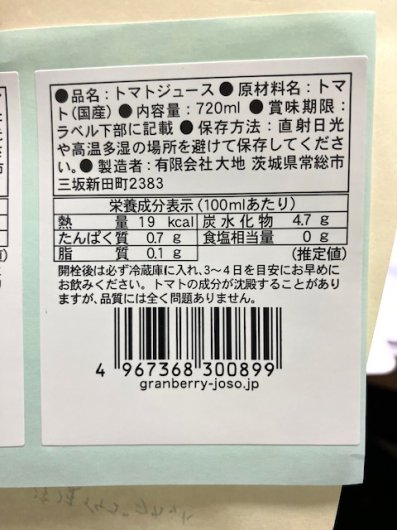 ●品名：トマトジュース●原材料名：トマ
ト(国産)●内容量：720ml●賞味期限：
ラベル下部に記載●保存方法：直射日光
や高温多湿の場所を避けて保存してくださ
い。●製造者：有限会社大地 茨城県常総市
三坂新田町2383
栄養成分表示(100mlあたり)
熱量 19 kcal 炭水化物 4.7 g
たんぱく質 0.7 g 食塩相当量 0 g
脂質 0.1 g (推定値)
開栓後は必ず冷蔵庫に入れ、3〜4日を目安にお早めに
お飲みください。トマトの成分が沈殿することがあり
ますが、品質には全く問題ありません。
4 967368 300899
granberry-joso.jp